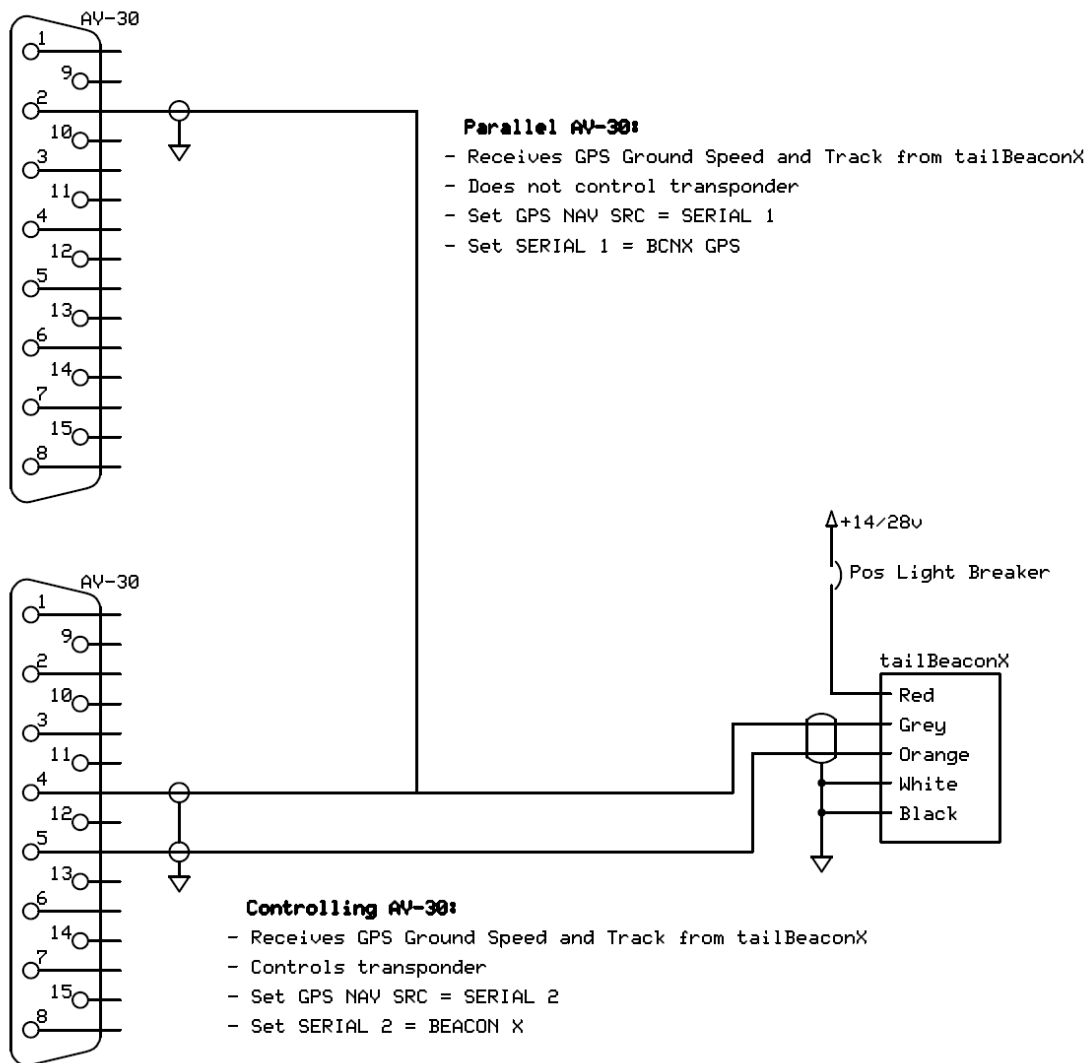 AV-30
1
9
2
10
3
11
4
12
5
13
6
14
7
15
8
Parallel AV-30:
- Receives GPS Ground Speed and Track from tailBeaconX
- Does not control transponder
- Set GPS NAV SRC = SERIAL 1
- Set SERIAL 1 = BCNX GPS
+14/28v
Pos Light Breaker
tailBeaconX
Red
Grey
Orange
White
Black
AV-30
1
9
2
10
3
11
4
12
5
13
6
14
7
15
8
Controlling AV-30:
- Receives GPS Ground Speed and Track from tailBeaconX
- Controls transponder
- Set GPS NAV SRC = SERIAL 2
- Set SERIAL 2 = BEACON X